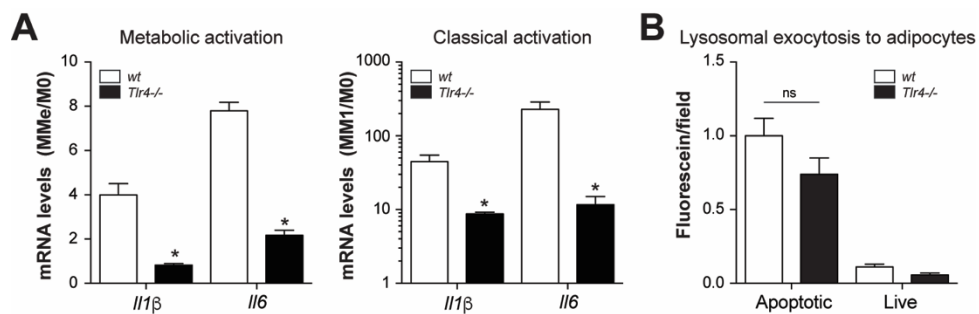 A
Metabolic activation
mRNA levels (MMe/M0)
8
6
4
2
0
wt
Tlr4-/-
*
*
Il1β
Il6
Classical activation
mRNA levels (MM1/M0)
1000
100
10
1
wt
Tlr4-/-
*
*
Il1β
Il6
B
Lysosomal exocytosis to adipocytes
Fluorescein/field
1.5
1.0
0.5
0.0
wt
Tlr4-/-
ns
Apoptotic
Live